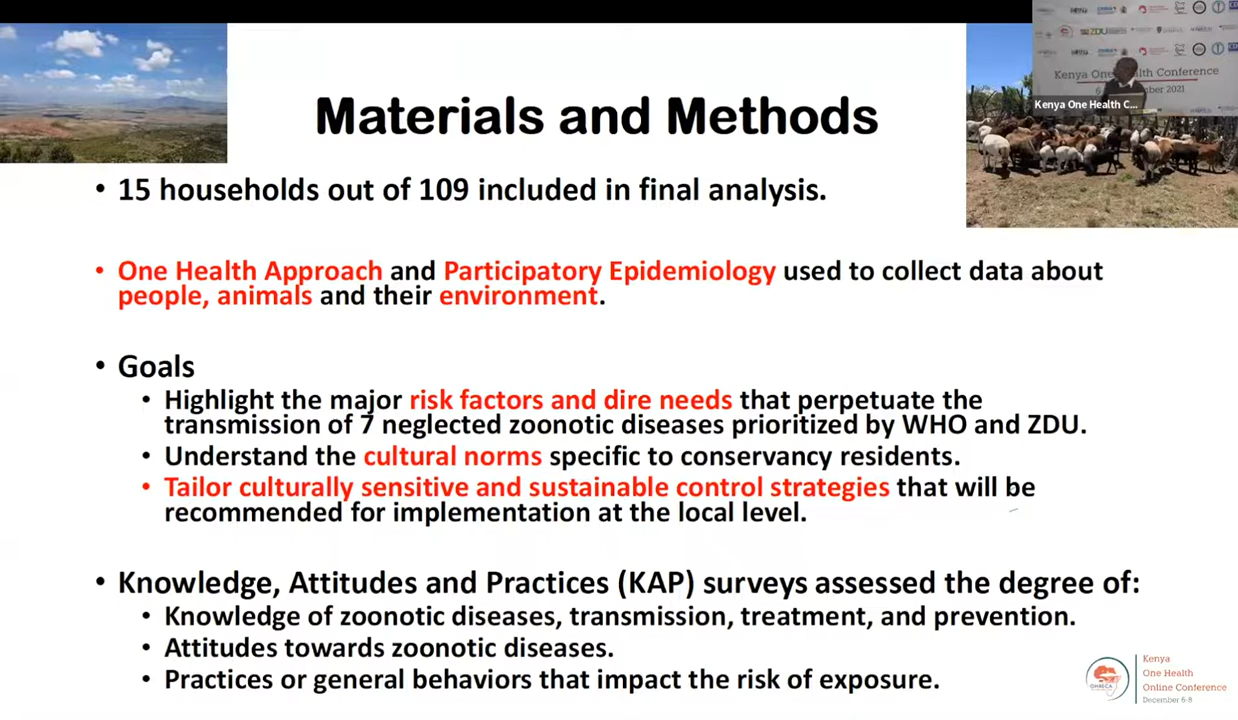 Kenya One Health Conference
2021
Kenya One Health C...
Materials and Methods
• 15 households out of 109 included in final analysis.
• One Health Approach and Participatory Epidemiology used to collect data about
people, animals and their environment.
• Goals
• Highlight the major risk factors and dire needs that perpetuate the
transmission of 7 neglected zoonotic diseases prioritized by WHO and ZDU.
• Understand the cultural norms specific to conservancy residents.
• Tailor culturally sensitive and sustainable control strategies that will be
recommended for implementation at the local level.
• Knowledge, Attitudes and Practices (KAP) surveys assessed the degree of:
• Knowledge of zoonotic diseases, transmission, treatment, and prevention.
• Attitudes towards zoonotic diseases.
• Practices or general behaviors that impact the risk of exposure.
OHRECA
Kenya
One Health
Online Conference
December 6-8